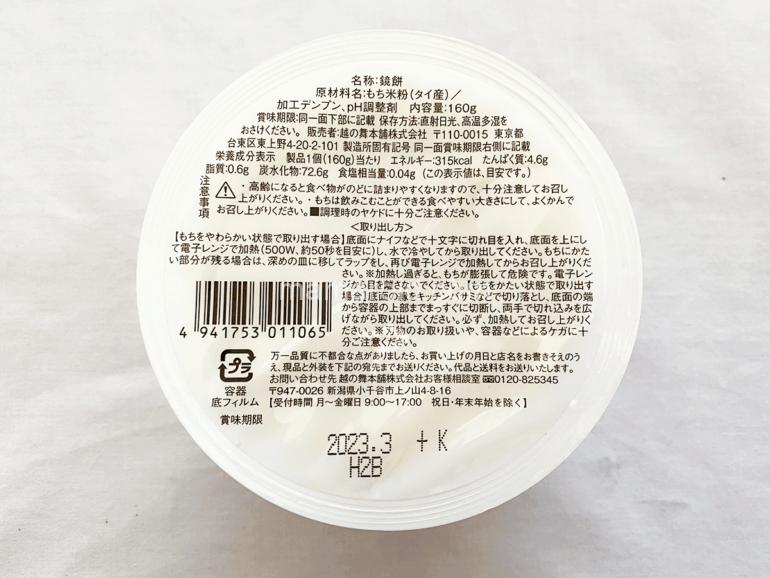 名称:鏡餅
原材料名:もち米粉(タイ産)／
加工デンプン、pH調整剤　内容量:160g
賞味期限:同一面下部に記載 保存方法:直射日光、高温多湿を
おさけください。 販売者:越の舞本舗株式会社 〒110-0015 東京都
台東区東上野4-20-2-101 製造所固有記号 同一面賞味期限右側に記載
栄養成分表示　製品1個(160g)当たり　エネルギー:315kcal　たんぱく質:4.6g
脂質:0.6g　炭水化物:72.6g　食塩相当量:0.04g　(この表示値は、目安です。)
注意事項
・高齢になると食べ物がのどに詰まりやすくなりますので、十分注意してお召し
上がりください。・もちは飲みこむことができる食べやすい大きさにして、よくかんで
お召し上がりください。■調理時のヤケドに十分ご注意ください。
<取り出し方>
【もちをやわらかい状態で取り出す場合】底面にナイフなどで十文字に切れ目を入れ、底面を上にし
て電子レンジで加熱(500W、約50秒を目安に)し、水で冷やしてから取り出してください。もちにかた
い部分が残る場合は、深めの皿に移してラップをし、再び電子レンジで加熱してからお召し上がりくださ
い。※加熱し過ぎると、もちが膨張して危険です。電子レン
ジから目を離さないでください。【もちをかたい状態で取り出す
場合】底面の縁をキッチンバサミなどで切り落とし、底面の端
から容器の上部までまっすぐに切断し、両手で切れ込みを広
げながら取り出してください。必ず、加熱してお召し上がりく
ださい。※刃物のお取り扱いや、容器などによるケガに十
分ご注意ください。
4 941753 011065
プラ
容器
底フィルム
万一品質に不都合な点がありましたら、お買い上げの月日と店名をお書きそえのう
え、現品と外装を下記の宛先までお送りください。代品と送料をお送りいたします。
お問い合わせ先 越の舞本舗株式会社お客様相談室 0120-825345
〒947-0026 新潟県小千谷市上ノ山4-8-16
【受付時間 月～金曜日 9:00～17:00　祝日・年末年始を除く】
賞味期限
2023.3 +K
H2B